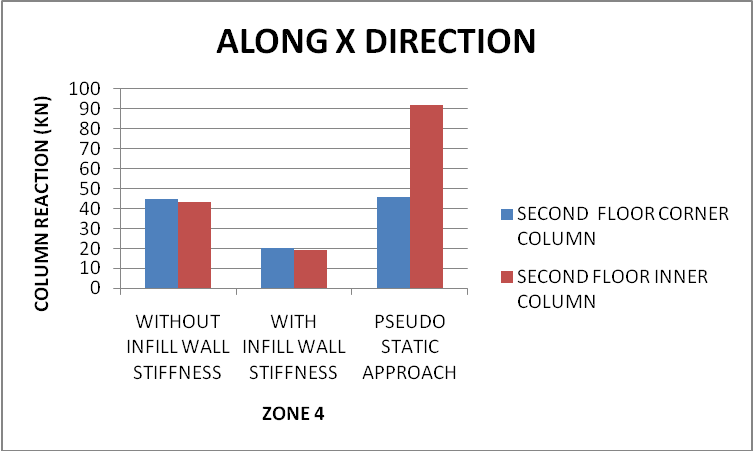 ALONG X DIRECTION
COLUMN REACTION (KN)
100
90
80
70
60
50
40
30
20
10
0
WITHOUT
INFILL WALL
STIFFNESS
WITH
INFILL WALL
STIFFNESS
PSEUDO
STATIC
APPROACH
ZONE 4
SECOND FLOOR CORNER
COLUMN
SECOND FLOOR INNER
COLUMN